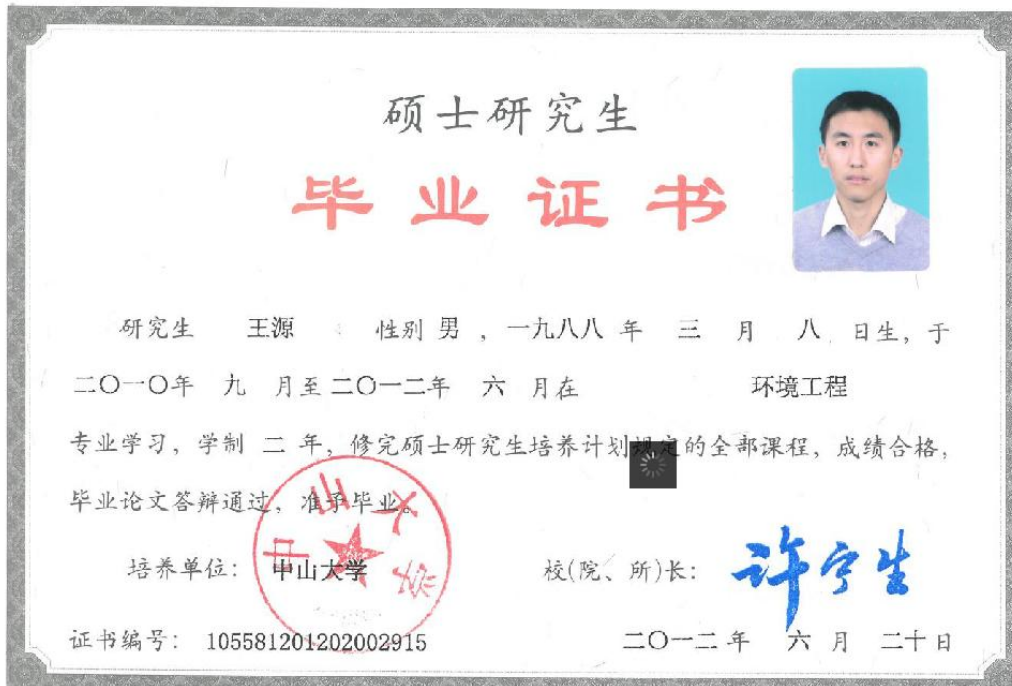 硕士研究生
毕业证书
研究生 王源 性别 男 ，一九八八 年 三 月 八 日生，于
二〇一〇年 九 月至 二〇一二年 六 月在 环境工程
专业学习，学制 二 年，修完硕士研究生培养计划规定的全部课程，成绩合格，
毕业论文答辩通过，准予毕业。
培养单位： 中山大学 校(院、所)长： 许宁生
中山大学
证书编号： 105581201202002915 二〇一二 年 六 月 二十 日